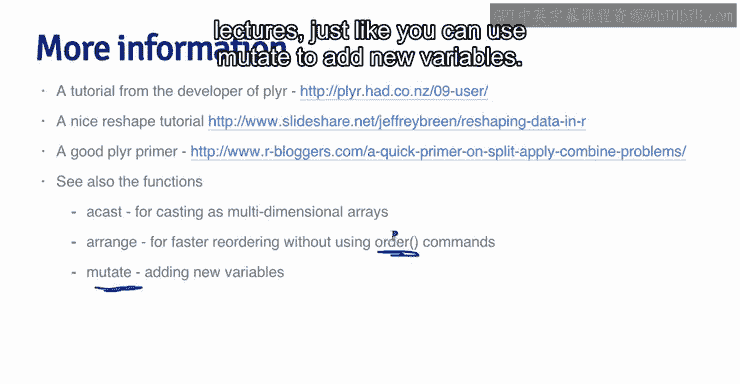 lectures, just like you can use
mutate to add new variables.
More information
• A tutorial from the developer of plyr - http://plyr.had.co.nz/09-user/
• A nice reshape tutorial http://www.slideshare.net/jeffreybreen/reshaping-data-in-r
• A good plyr primer - http://www.r-bloggers.com/a-quick-primer-on-split-apply-combine-problems/
• See also the functions
- acast - for casting as multi-dimensional arrays
- arrange - for faster reordering without using order() commands
- mutate - adding new variables